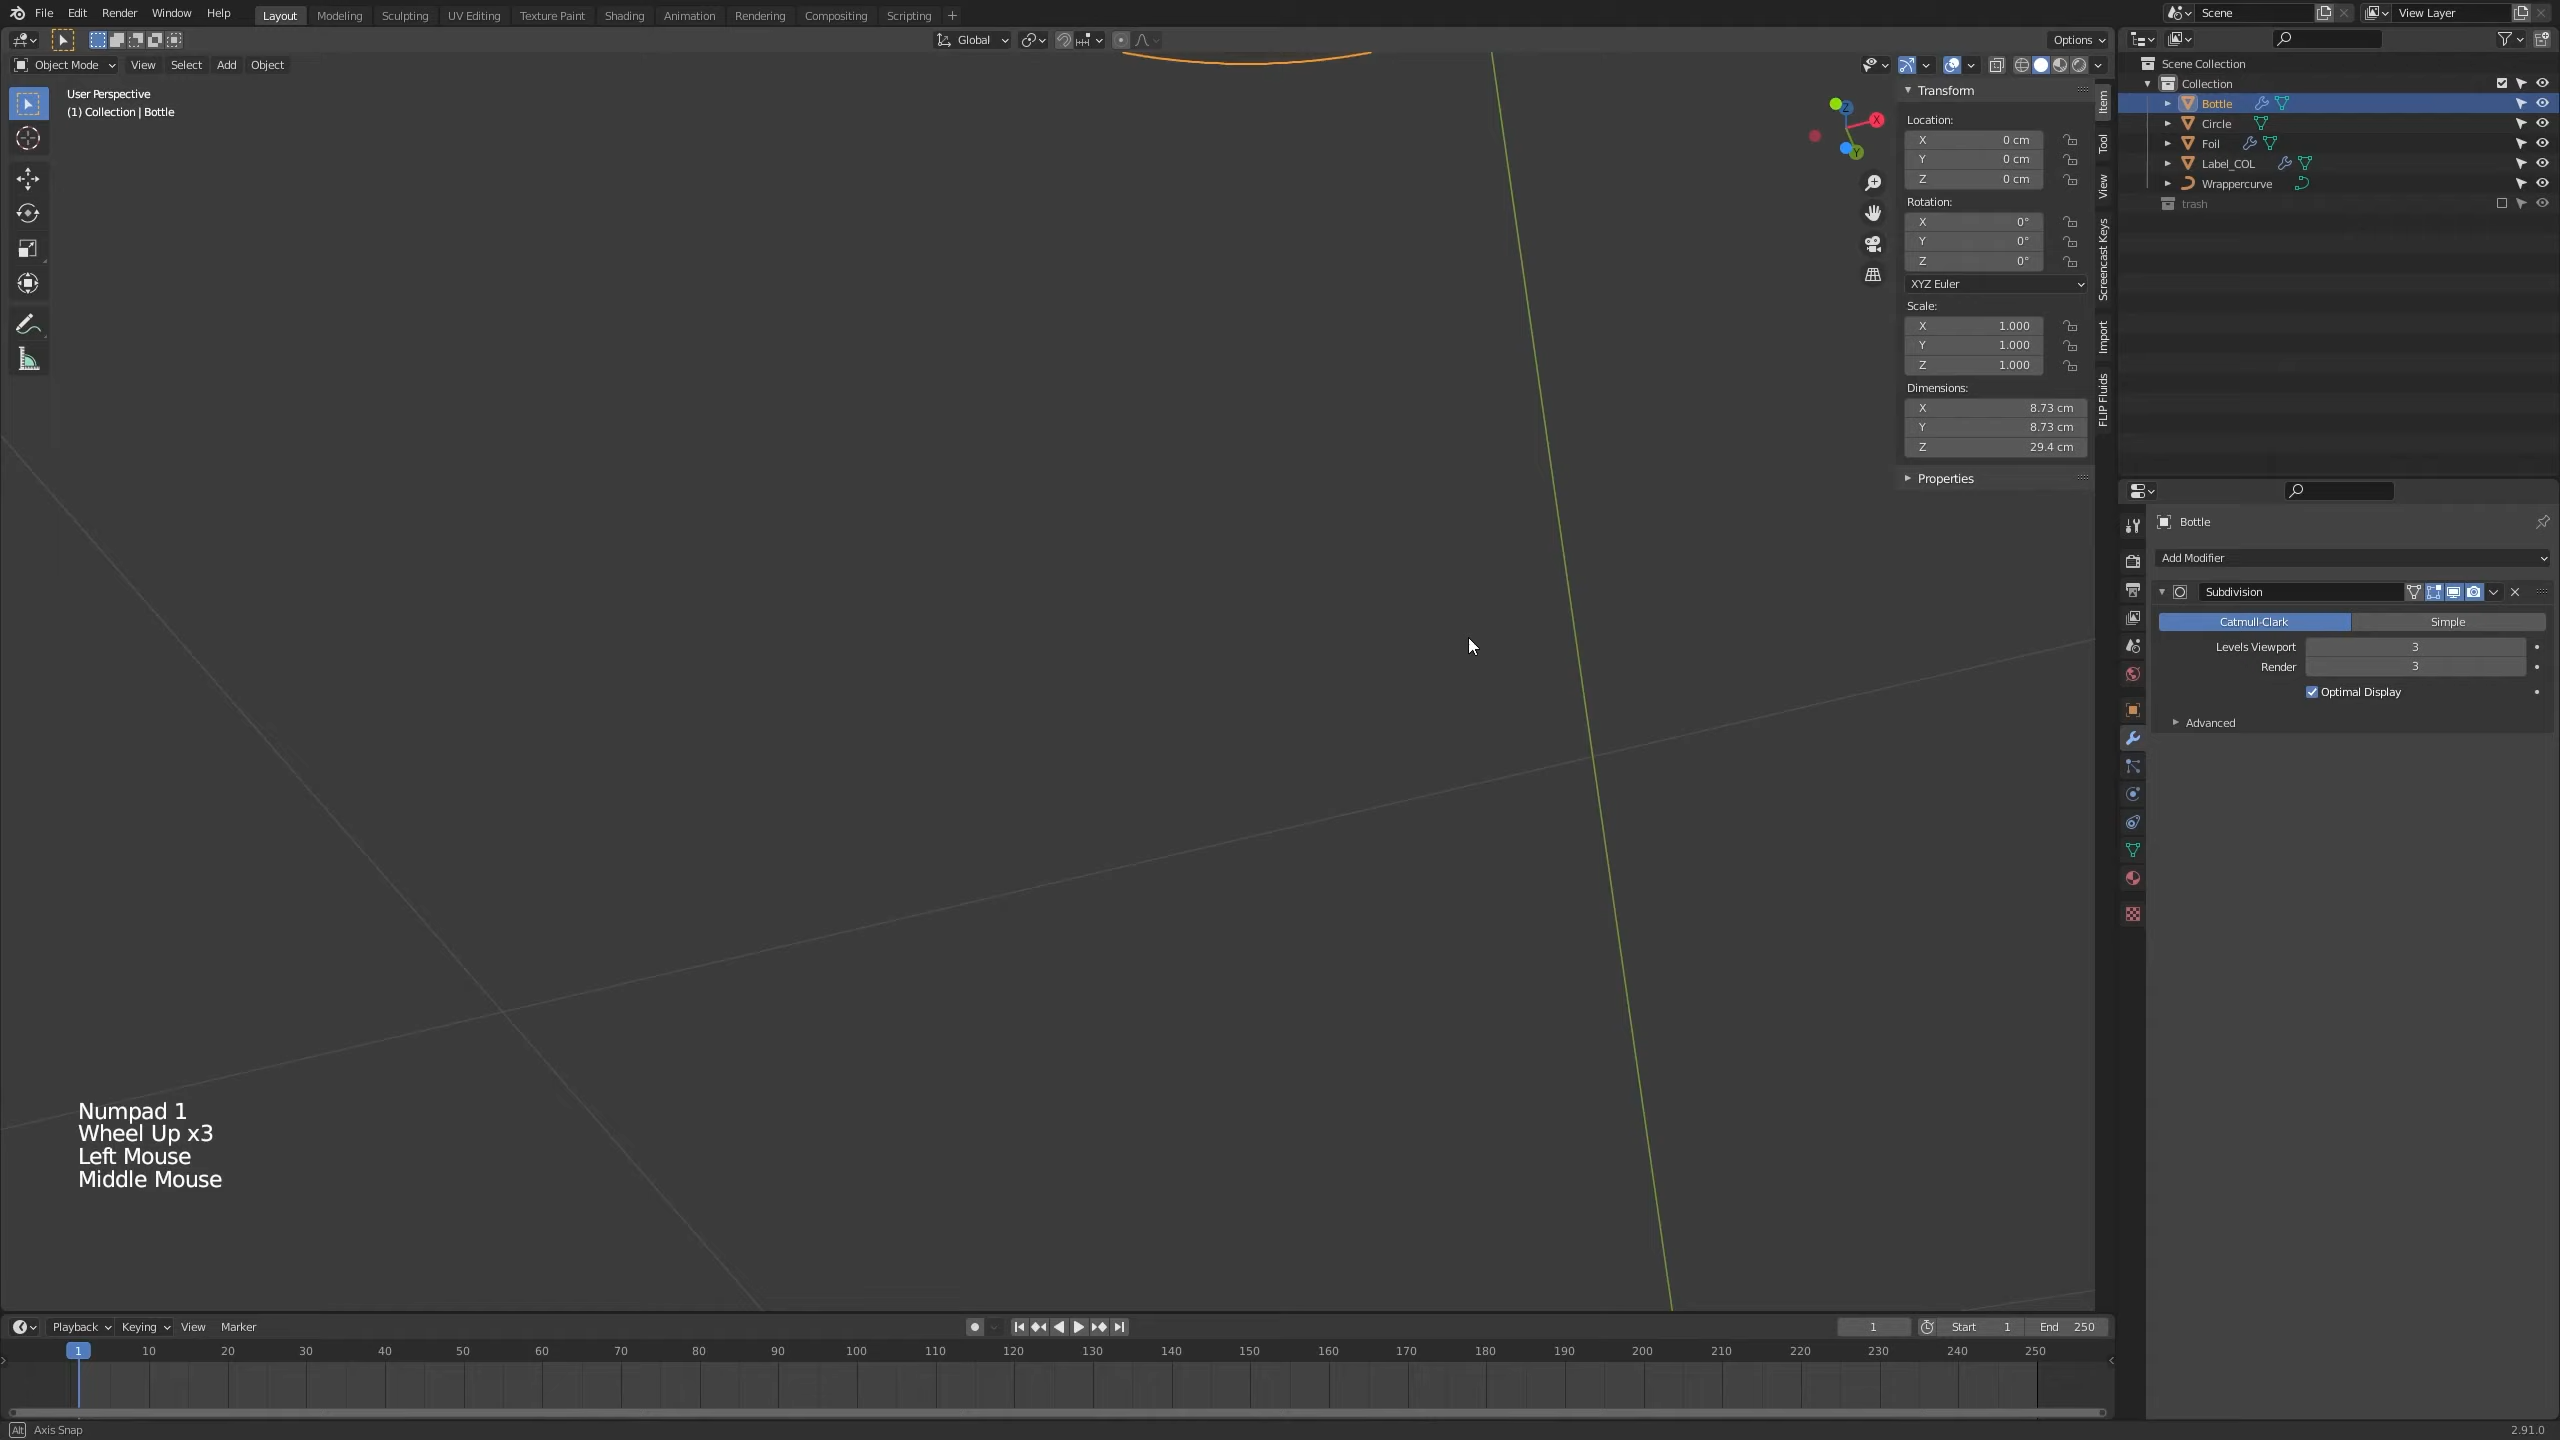 File Edit Render Window Help Layout Modeling Sculpting UV Editing Texture Paint Shading Animation Rendering Compositing Scripting + Scene View Layer
Global Options
Object Mode View Select Add Object
User Perspective
(1) Collection | Bottle
X
Y
Z
Transform
Location:
X 0 cm
Y 0 cm
Z 0 cm
Rotation:
X 0°
Y 0°
Z 0°
XYZ Euler
Scale:
X 1.000
Y 1.000
Z 1.000
Dimensions:
X 8.73 cm
Y 8.73 cm
Z 29.4 cm
Properties
Item
Tool
View
Screencast Keys
Import
FLIP Fluids
Scene Collection
Collection
Bottle
Circle
Foil
Label_COL
Wrappercurve
trash
Bottle
Add Modifier
Subdivision
Catmull-Clark Simple
Levels Viewport 3
Render 3
Optimal Display
Advanced
Numpad 1
Wheel Up x3
Left Mouse
Middle Mouse
Playback Keying View Marker 1 Start 1 End 250
1 10 20 30 40 50 60 70 80 90 100 110 120 130 140 150 160 170 180 190 200 210 220 230 240 250
Alt Axis Snap 2.91.0